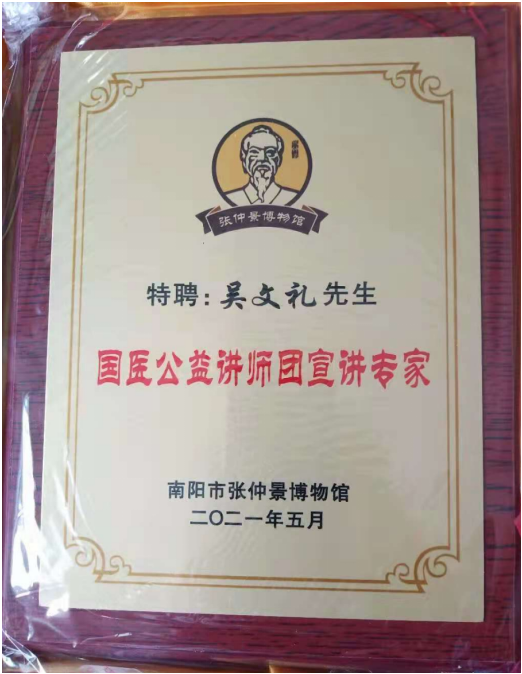 张仲景博物馆
特聘：吴文礼先生
国医公益讲师团宣讲专家
南阳市张仲景博物馆
二〇二一年五月